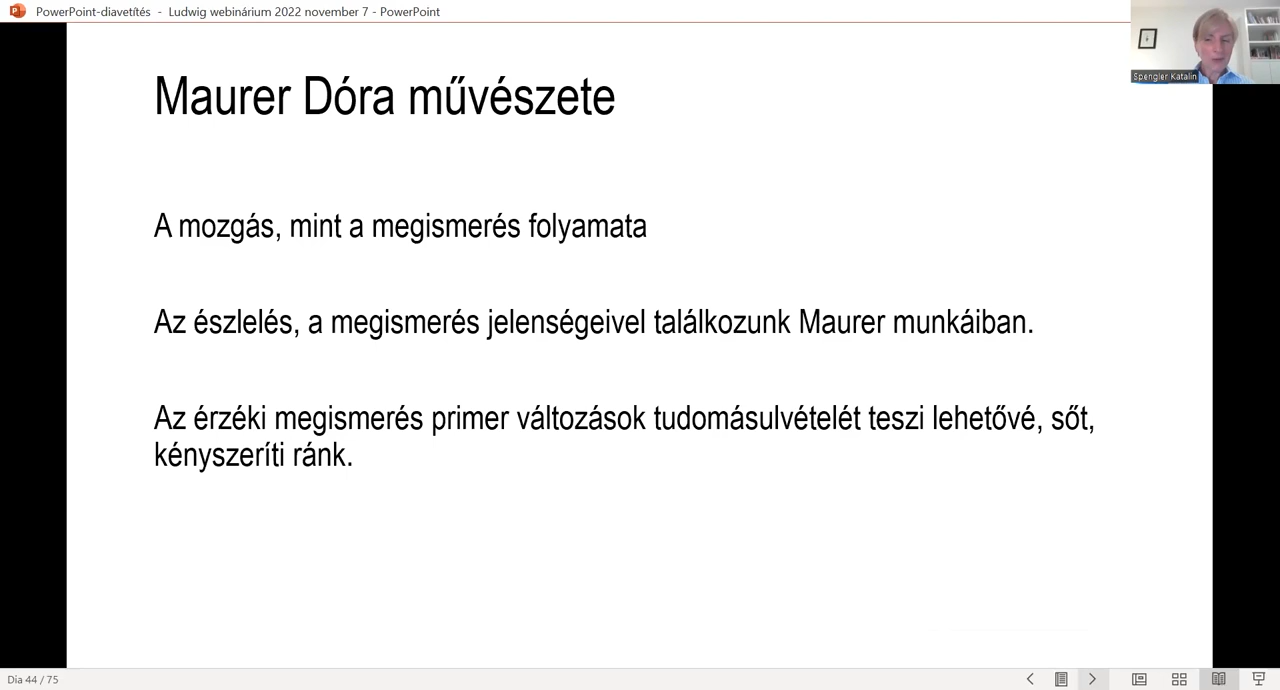 PowerPoint-diavetítés - Ludwig webinárium 2022 november 7 - PowerPoint
Spengler Katalin
Maurer Dóra művészete
A mozgás, mint a megismerés folyamata
Az észlelés, a megismerés jelenségeivel találkozunk Maurer munkáiban.
Az érzéki megismerés primer változások tudomásulvételét teszi lehetővé, sőt,
kényszeríti ránk.
Dia 44 / 75